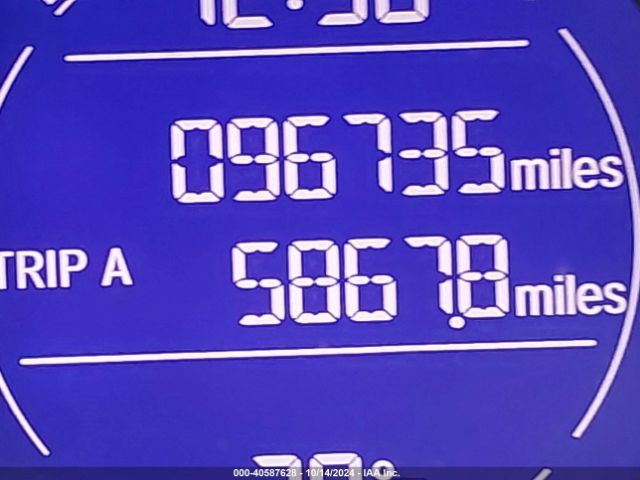 096735 miles
TRIP A 5867.8 miles
000-40587628 - 10/14/2024 - IAA Inc.